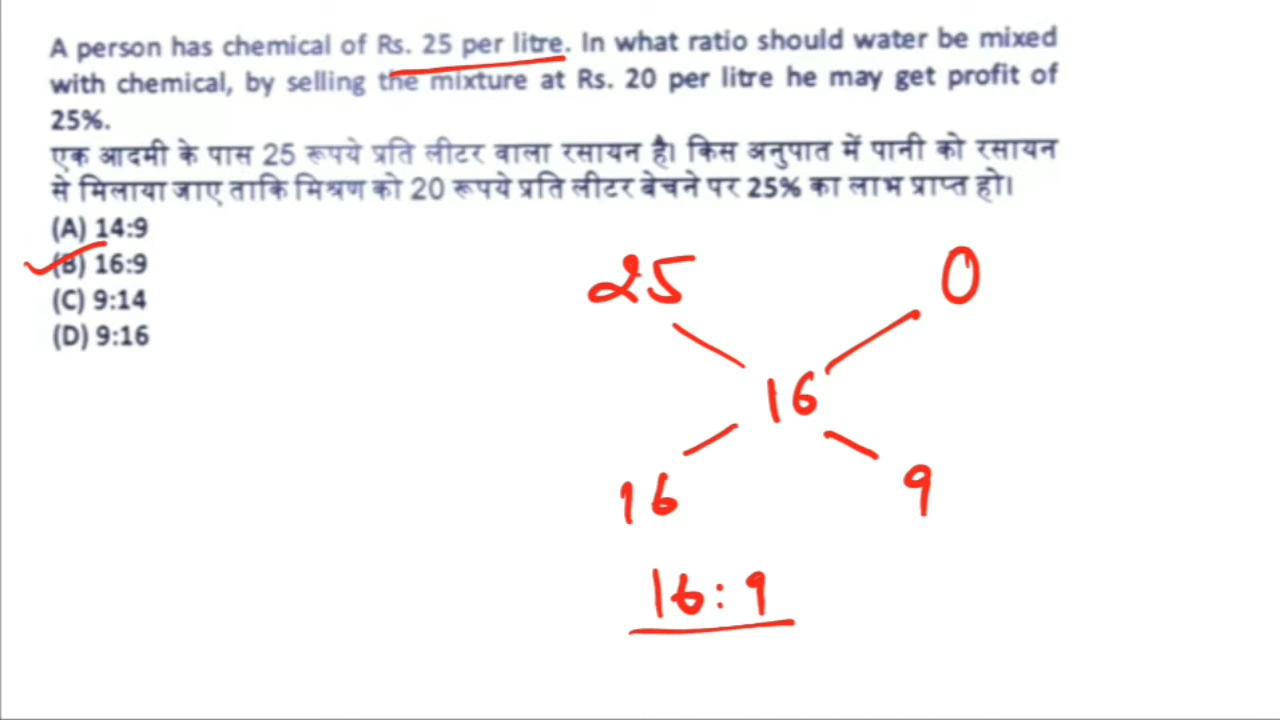 A person has chemical of Rs. 25 per litre. In what ratio should water be mixed
with chemical, by selling the mixture at Rs. 20 per litre he may get profit of
25%.
एक आदमी के पास 25 रूपये प्रति लीटर वाला रसायन है। किस अनुपात में पानी को रसायन
से मिलाया जाए ताकि मिश्रण को 20 रूपये प्रति लीटर बेचने पर 25% का लाभ प्राप्त हो।
(A) 14:9
(B) 16:9
(C) 9:14
(D) 9:16
25 0
16
16 9
16:9